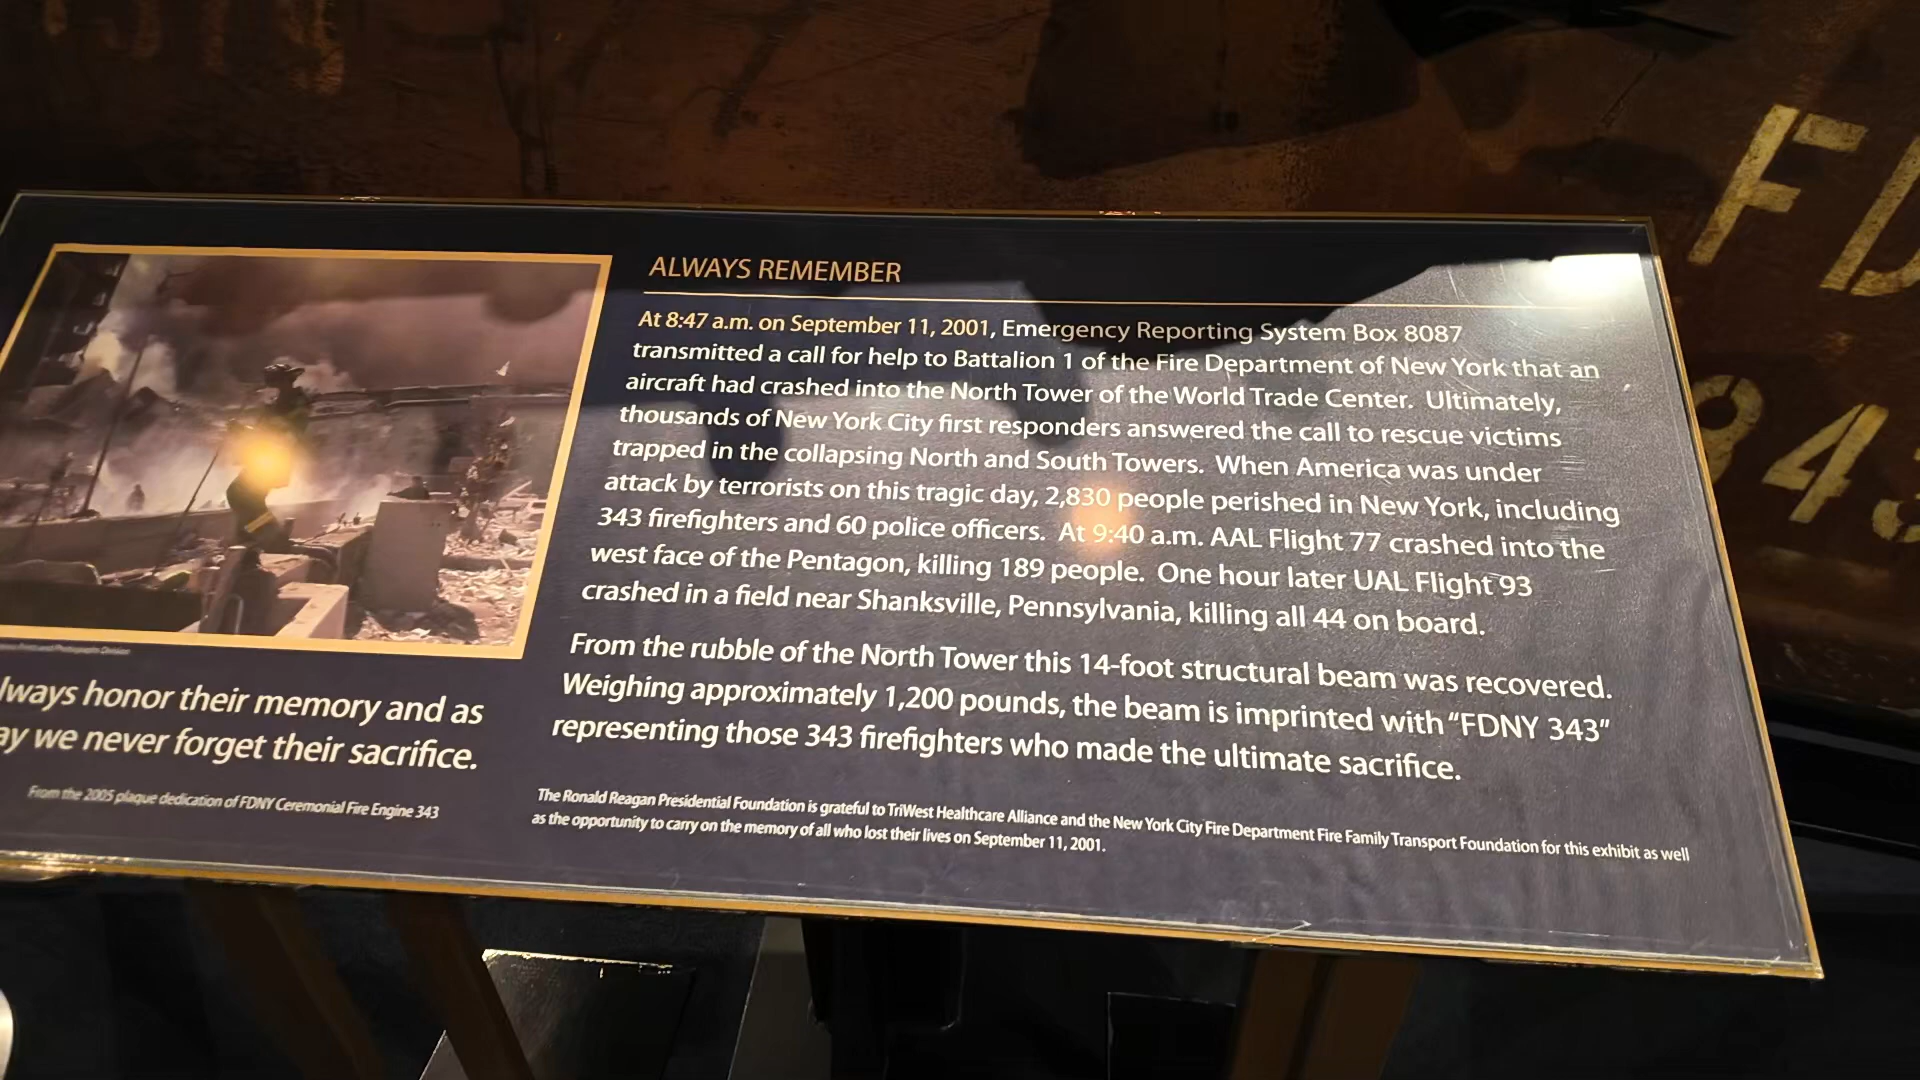 FD
343
ALWAYS REMEMBER
At 8:47 a.m. on September 11, 2001, Emergency Reporting System Box 8087
transmitted a call for help to Battalion 1 of the Fire Department of New York that an
aircraft had crashed into the North Tower of the World Trade Center. Ultimately,
thousands of New York City first responders answered the call to rescue victims
trapped in the collapsing North and South Towers. When America was under
attack by terrorists on this tragic day, 2,830 people perished in New York, including
343 firefighters and 60 police officers. At 9:40 a.m. AAL Flight 77 crashed into the
west face of the Pentagon, killing 189 people. One hour later UAL Flight 93
crashed in a field near Shanksville, Pennsylvania, killing all 44 on board.
From the rubble of the North Tower this 14-foot structural beam was recovered.
Weighing approximately 1,200 pounds, the beam is imprinted with "FDNY 343"
representing those 343 firefighters who made the ultimate sacrifice.
The Ronald Reagan Presidential Foundation is grateful to TriWest Healthcare Alliance and the New York City Fire Department Fire Family Transport Foundation for this exhibit as well
as the opportunity to carry on the memory of all who lost their lives on September 11, 2001.
Prints and Photographs Division
lways honor their memory and as
ay we never forget their sacrifice.
From the 2005 plaque dedication of FDNY Ceremonial Fire Engine 343